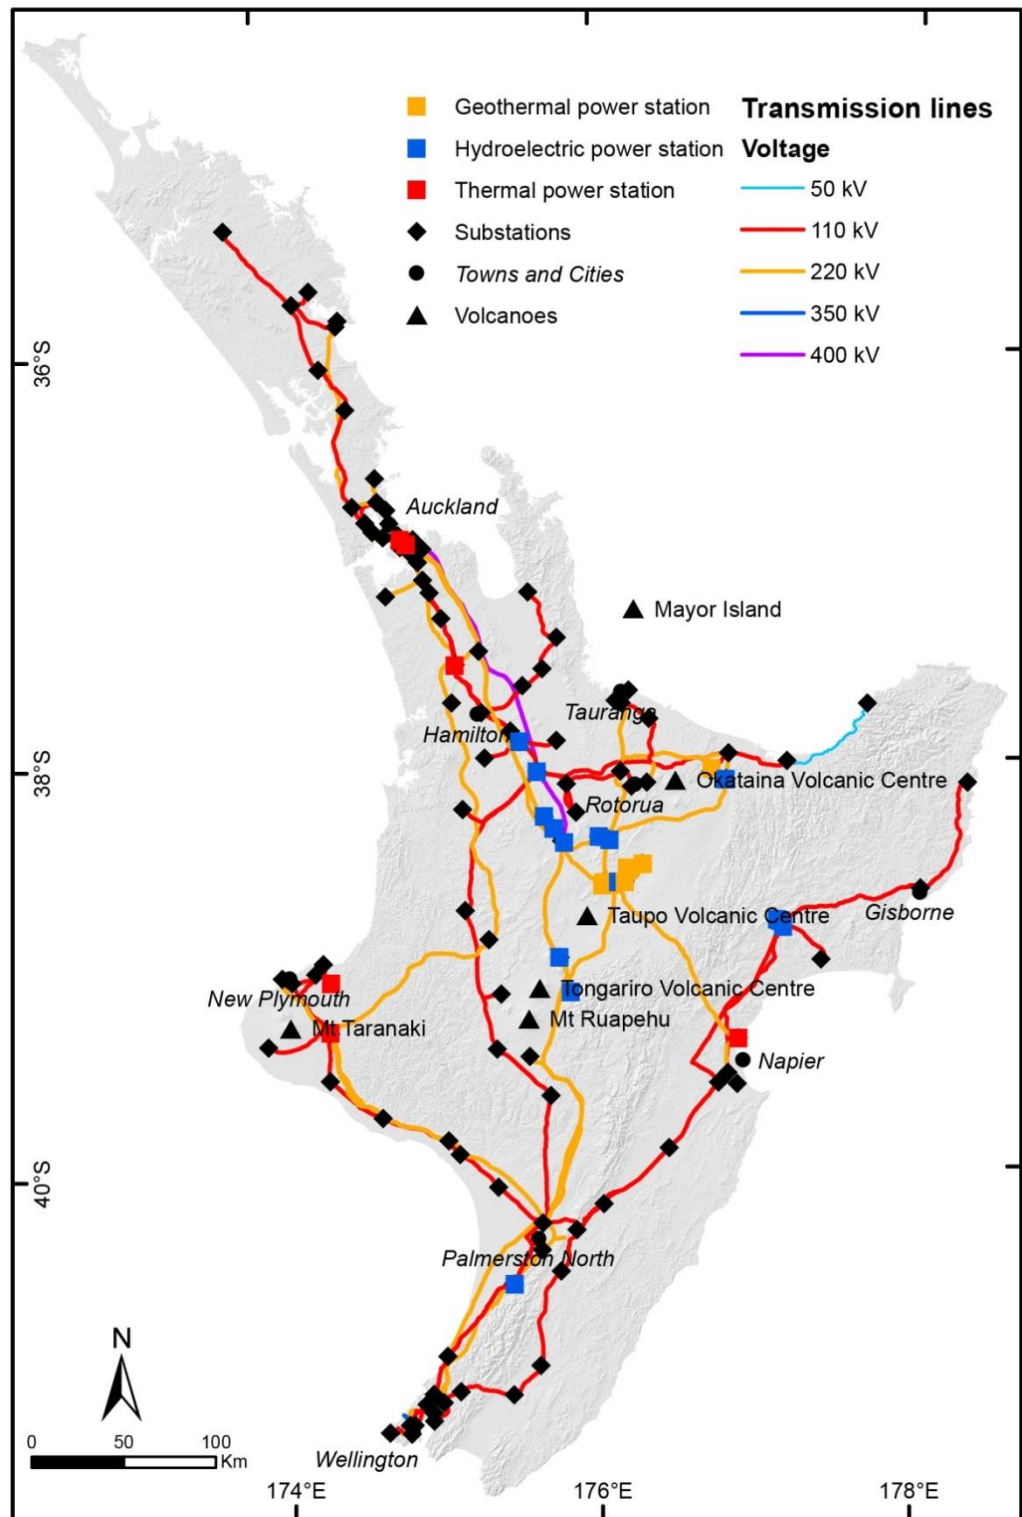 Geothermal power station
Hydroelectric power station
Thermal power station
Substations
Towns and Cities
Volcanoes
Transmission lines
Voltage
50 kV
110 kV
220 kV
350 kV
400 kV
36°S
Auckland
Mayor Island
Tauranga
Hamilton
38°S
Okataina Volcanic Centre
Rotorua
Taupo Volcanic Centre
Gisborne
New Plymouth
Tongariro Volcanic Centre
Mt Taranaki
Mt Ruapehu
Napier
40°S
Palmerston North
N
0 50 100
Km
Wellington
174°E 176°E 178°E